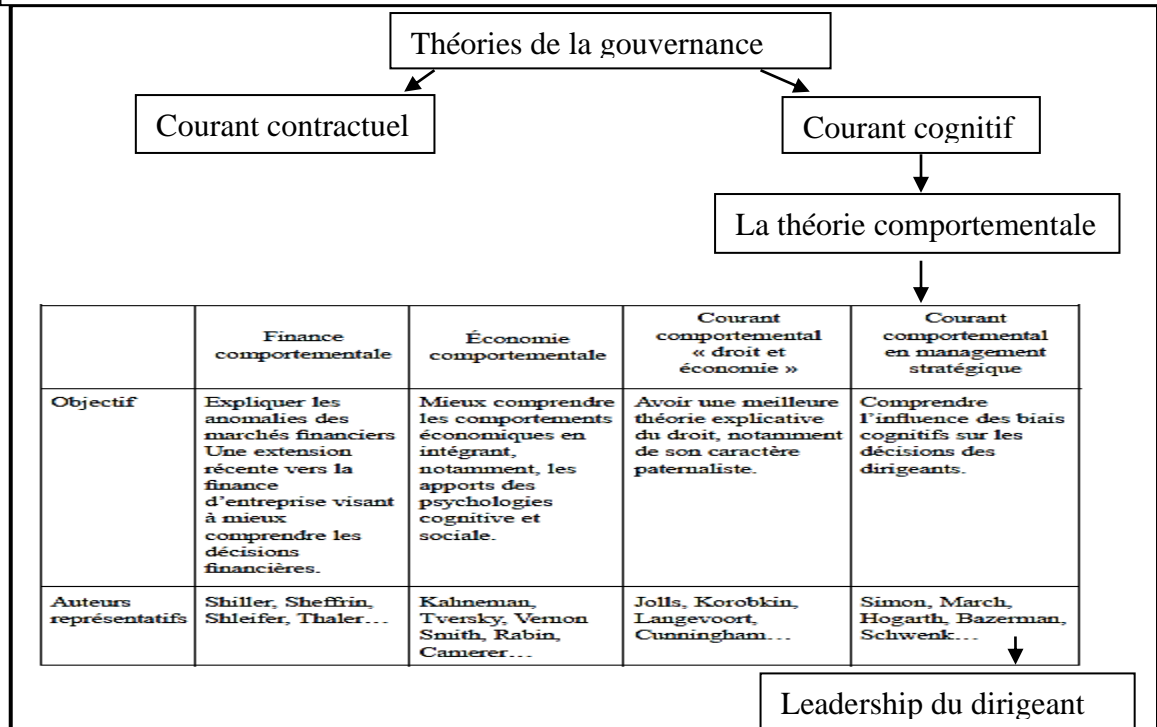 Théories de la gouvernance
Courant contractuel
Courant cognitif
La théorie comportementale
Finance
comportementale
Économie
comportementale
Courant
comportemental
« droit et
économie »
Courant
comportemental
en management
stratégique
Objectif
Expliquer les
anomalies des
marchés financiers
Une extension
récente vers la
finance
d'entreprise visant
à mieux
comprendre les
décisions
financières.
Mieux comprendre
les comportements
économiques en
intégrant,
notamment, les
apports des
psychologies
cognitive et
sociale.
Avoir une meilleure
théorie explicative
du droit, notamment
de son caractère
paternaliste.
Comprendre
l'influence des biais
cognitifs sur les
décisions des
dirigeants.
Auteurs
représentatifs
Shiller, Sheffrin,
Shleifer, Thaler…
Kahneman,
Tversky, Vernon
Smith, Rabin,
Camerer…
Jolls, Korobkin,
Langevoort,
Cunningham…
Simon, March,
Hogarth, Bazerman,
Schwenk…
Leadership du dirigeant